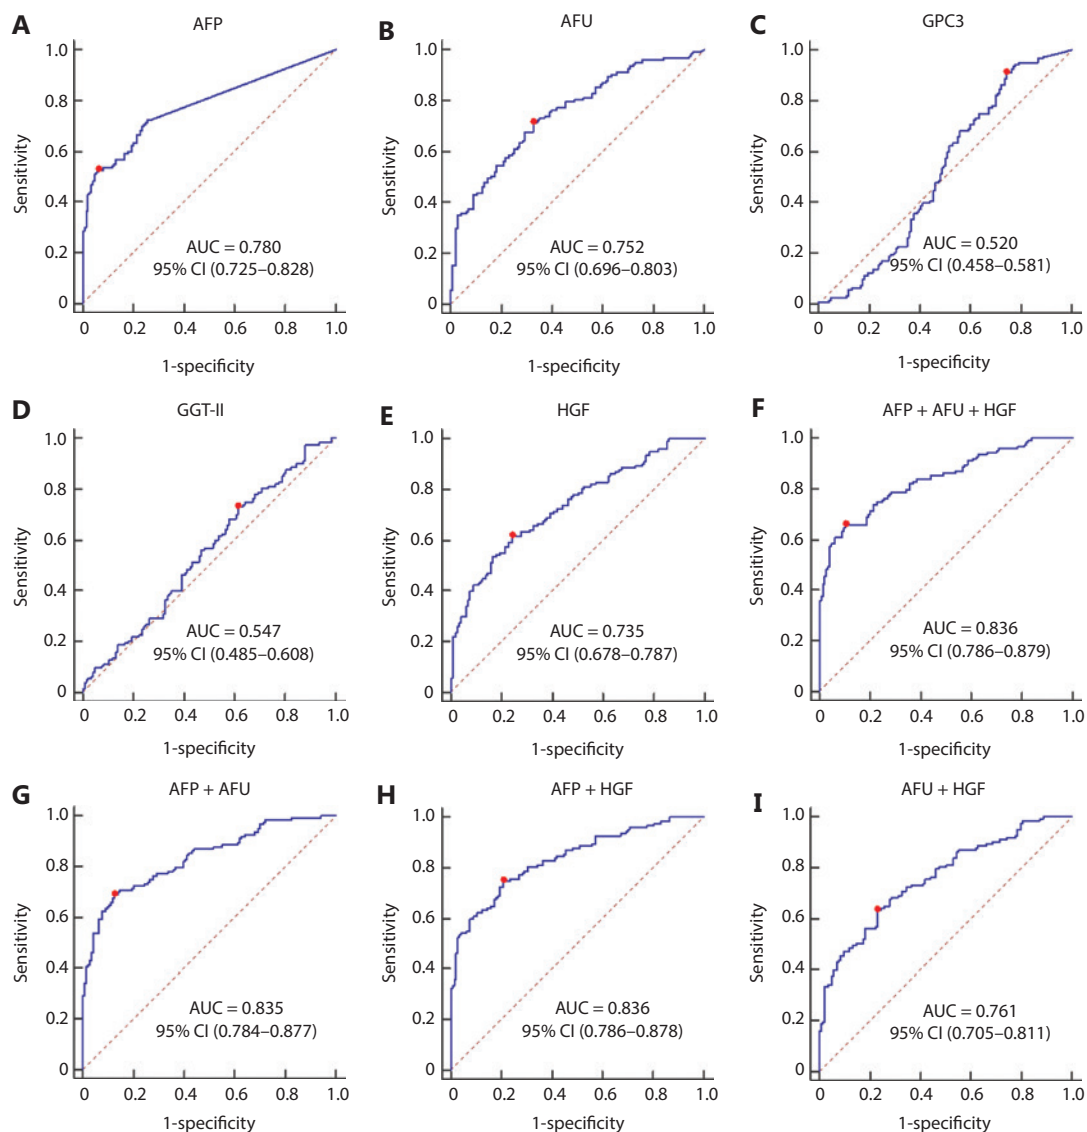 A
AFP
Sensitivity
1.0
0.8
0.6
0.4
0.2
0
AUC = 0.780
95% CI (0.725–0.828)
0 0.2 0.4 0.6 0.8 1.0
1-specificity
B
AFU
Sensitivity
1.0
0.8
0.6
0.4
0.2
0
AUC = 0.752
95% CI (0.696–0.803)
0 0.2 0.4 0.6 0.8 1.0
1-specificity
C
GPC3
Sensitivity
1.0
0.8
0.6
0.4
0.2
0
AUC = 0.520
95% CI (0.458–0.581)
0 0.2 0.4 0.6 0.8 1.0
1-specificity
D
GGT-II
Sensitivity
1.0
0.8
0.6
0.4
0.2
0
AUC = 0.547
95% CI (0.485–0.608)
0 0.2 0.4 0.6 0.8 1.0
1-specificity
E
HGF
Sensitivity
1.0
0.8
0.6
0.4
0.2
0
AUC = 0.735
95% CI (0.678–0.787)
0 0.2 0.4 0.6 0.8 1.0
1-specificity
F
AFP + AFU + HGF
Sensitivity
1.0
0.8
0.6
0.4
0.2
0
AUC = 0.836
95% CI (0.786–0.879)
0 0.2 0.4 0.6 0.8 1.0
1-specificity
G
AFP + AFU
Sensitivity
1.0
0.8
0.6
0.4
0.2
0
AUC = 0.835
95% CI (0.784–0.877)
0 0.2 0.4 0.6 0.8 1.0
1-specificity
H
AFP + HGF
Sensitivity
1.0
0.8
0.6
0.4
0.2
0
AUC = 0.836
95% CI (0.786–0.878)
0 0.2 0.4 0.6 0.8 1.0
1-specificity
I
AFU + HGF
Sensitivity
1.0
0.8
0.6
0.4
0.2
0
AUC = 0.761
95% CI (0.705–0.811)
0 0.2 0.4 0.6 0.8 1.0
1-specificity